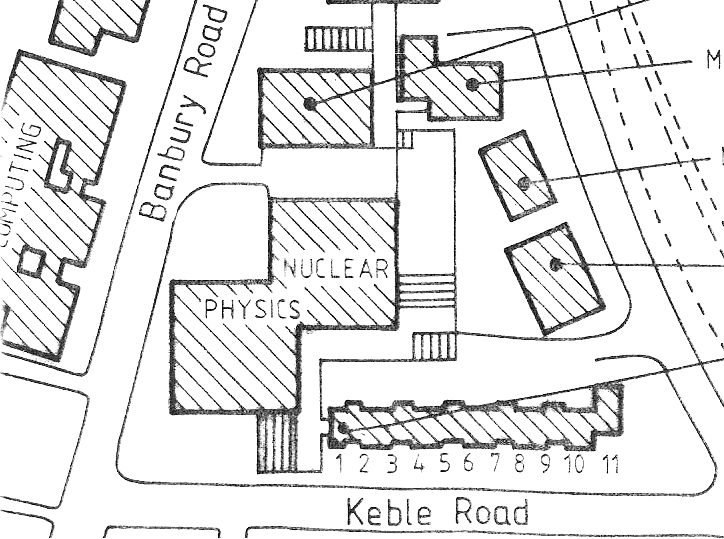 M
Banbury Road
COMPUTING
NUCLEAR
PHYSICS
1 2 3 4 5 6 7 8 9 10 11
Keble Road